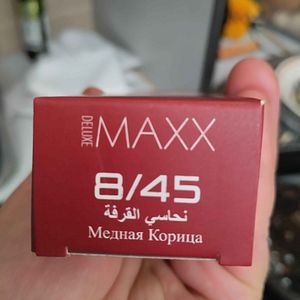 DELUXE
MAXX
8/45
نحاسي القرفة
Медная Корица